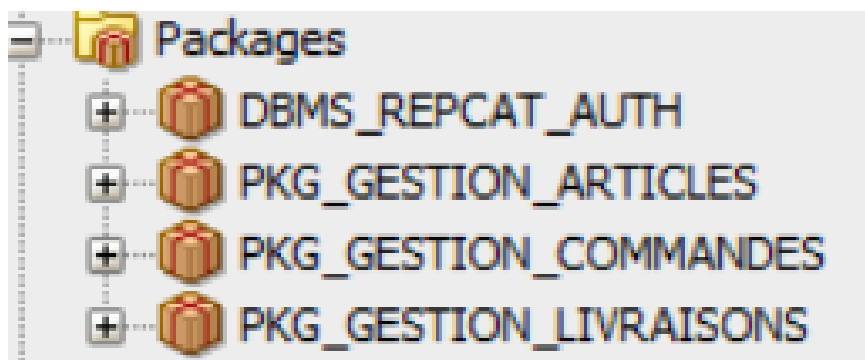 Packages
DBMS_REPCAT_AUTH
PKG_GESTION_ARTICLES
PKG_GESTION_COMMANDES
PKG_GESTION_LIVRAISONS